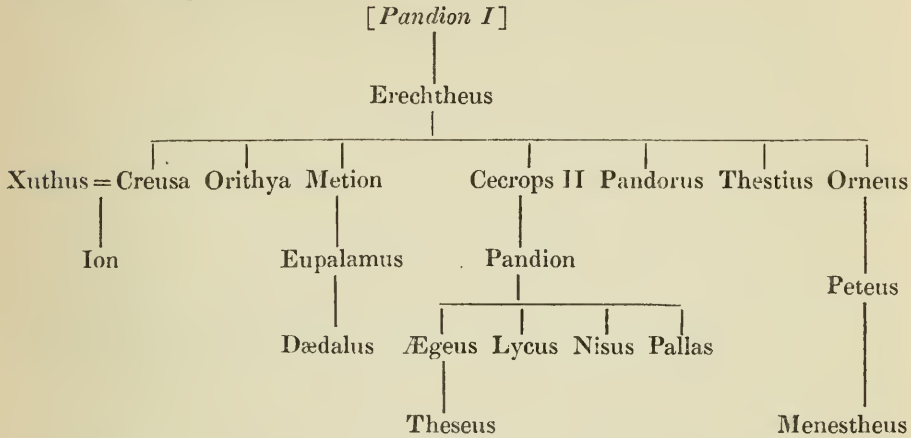 [Pandion I]
Erechtheus
Xuthus = Creusa Orithya Metion Cecrops II Pandorus Thestius Orneus
Ion Eupalamus Pandion
Peteus
Dædalus Ægeus Lycus Nisus Pallas
Theseus Menestheus